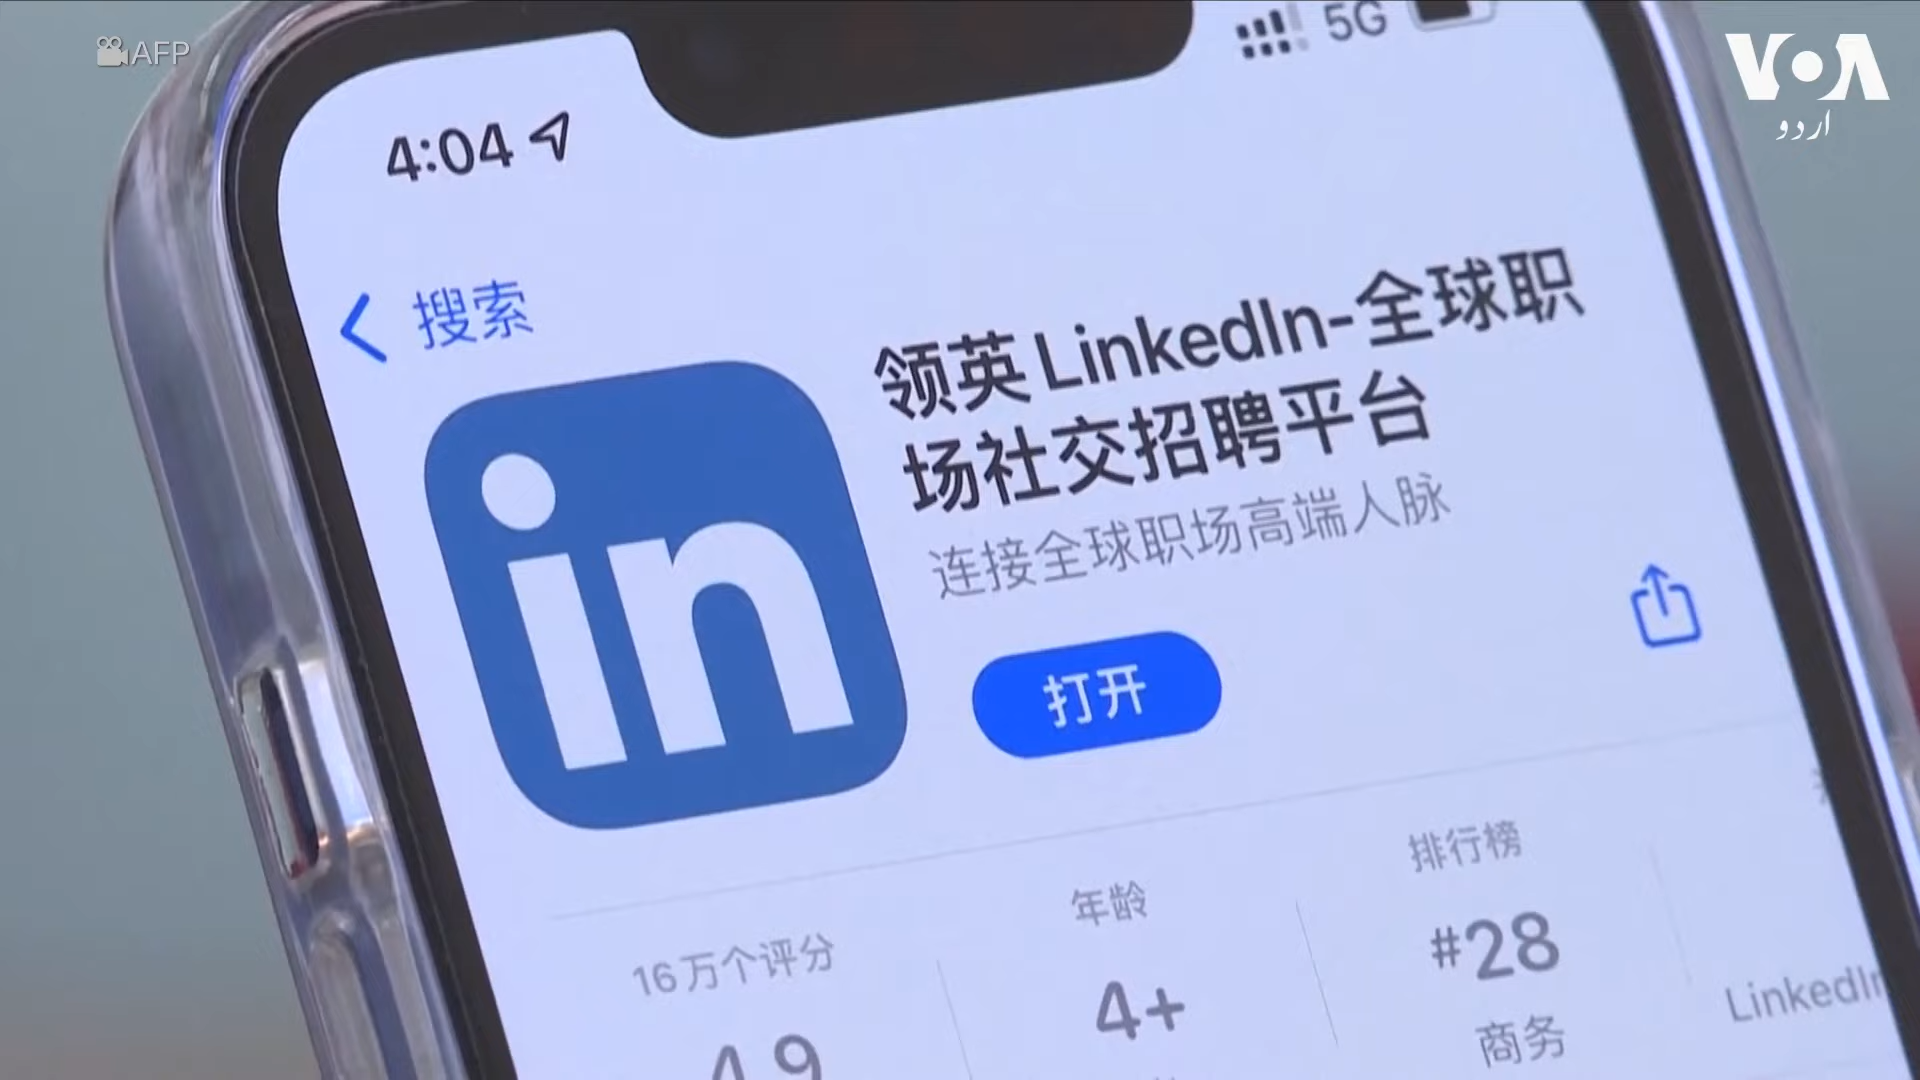 AFP
VOA
اردو
4:04
5G
搜索
领英 LinkedIn-全球职
场社交招聘平台
连接全球职场高端人脉
打开
16万个评分
年龄
排行榜
4.9
4+
#28
商务
LinkedIn